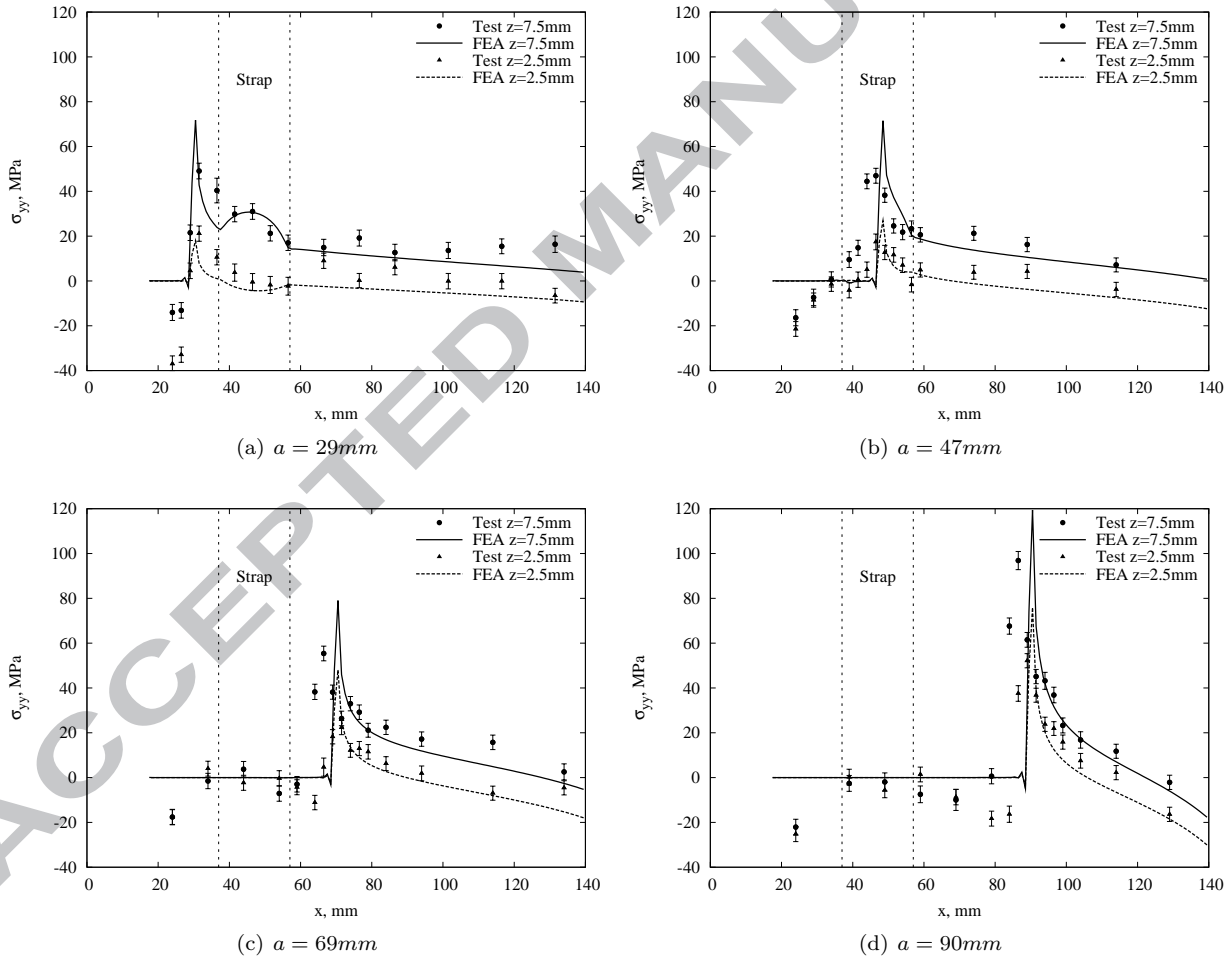 ACCEPTED MANU
120
100
80
60
40
20
0
-20
-40
0 20 40 60 80 100 120 140
σyy, MPa
x, mm
Strap
Test z=7.5mm
FEA z=7.5mm
Test z=2.5mm
FEA z=2.5mm
(a) a = 29mm
120
100
80
60
40
20
0
-20
-40
0 20 40 60 80 100 120 140
σyy, MPa
x, mm
Strap
Test z=7.5mm
FEA z=7.5mm
Test z=2.5mm
FEA z=2.5mm
(b) a = 47mm
120
100
80
60
40
20
0
-20
-40
0 20 40 60 80 100 120 140
σyy, MPa
x, mm
Strap
Test z=7.5mm
FEA z=7.5mm
Test z=2.5mm
FEA z=2.5mm
(c) a = 69mm
120
100
80
60
40
20
0
-20
-40
0 20 40 60 80 100 120 140
σyy, MPa
x, mm
Strap
Test z=7.5mm
FEA z=7.5mm
Test z=2.5mm
FEA z=2.5mm
(d) a = 90mm